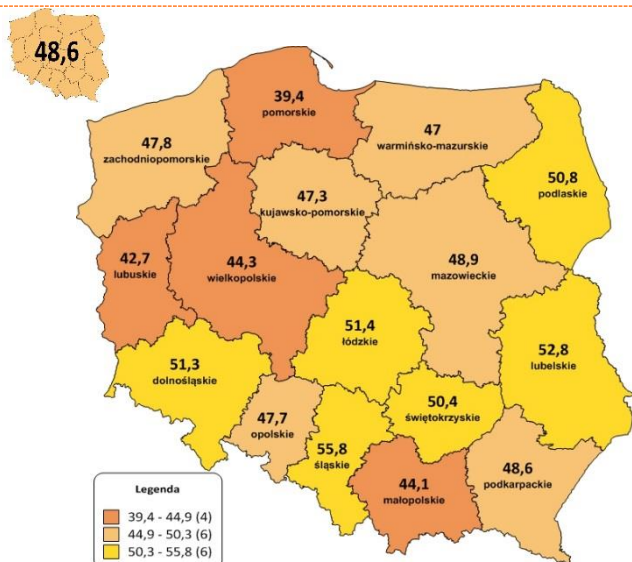 48,6
39,4
pomorskie
47
warmińsko-mazurskie
47,8
zachodniopomorskie
50,8
podlaskie
47,3
kujawsko-pomorskie
42,7
lubuskie
44,3
wielkopolskie
48,9
mazowieckie
51,4
łódzkie
52,8
lubelskie
51,3
dolnośląskie
50,4
świętokrzyskie
47,7
opolskie
55,8
śląskie
44,1
małopolskie
48,6
podkarpackie
Legenda
39,4 - 44,9 (4)
44,9 - 50,3 (6)
50,3 - 55,8 (6)